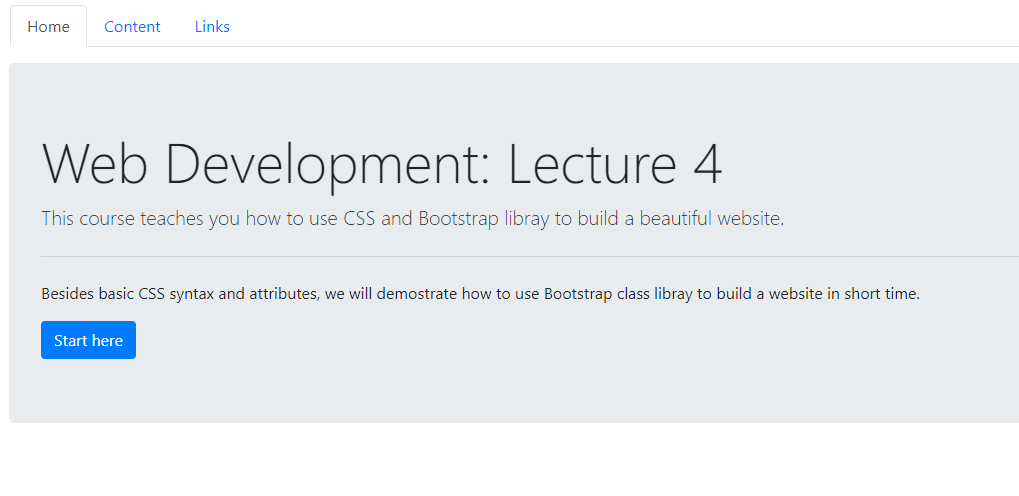 Home Content Links
Web Development: Lecture 4
This course teaches you how to use CSS and Bootstrap libray to build a beautiful website.
Besides basic CSS syntax and attributes, we will demostrate how to use Bootstrap class libray to build a website in short time.
Start here